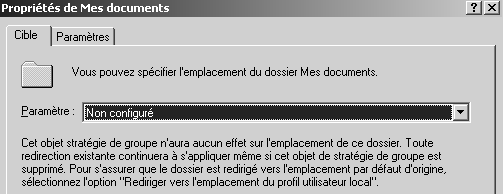 Propriétés de Mes documents
Cible
Paramètres
Vous pouvez spécifier l'emplacement du dossier Mes documents.
Paramètre :
Non configuré
Cet objet stratégie de groupe n'aura aucun effet sur l'emplacement de ce dossier. Toute
redirection existante continuera à s'appliquer même si cet objet de stratégie de groupe est
supprimé. Pour s'assurer que le dossier est redirigé vers l'emplacement par défaut d'origine,
sélectionnez l'option "Rediriger vers l'emplacement du profil utilisateur local".